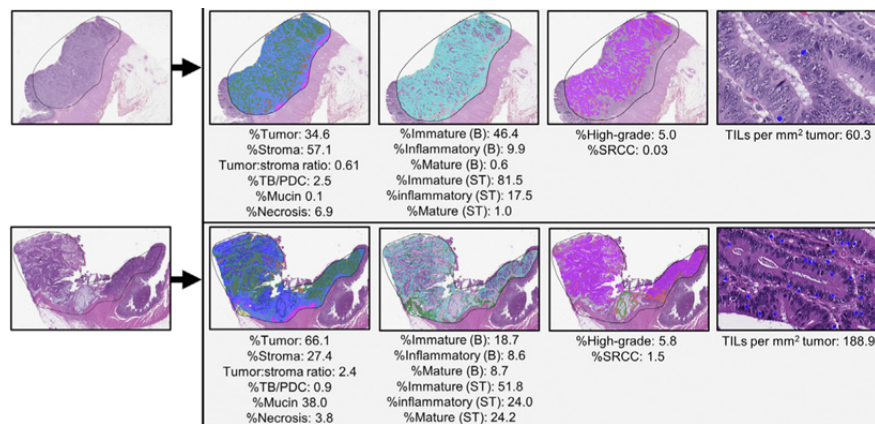 %Tumor: 34.6
%Stroma: 57.1
Tumor:stroma ratio: 0.61
%TB/PDC: 2.5
%Mucin 0.1
%Necrosis: 6.9
%Immature (B): 46.4
%Inflammatory (B): 9.9
%Mature (B): 0.6
%Immature (ST): 81.5
%inflammatory (ST): 17.5
%Mature (ST): 1.0
%High-grade: 5.0
%SRCC: 0.03
TILs per mm² tumor: 60.3
%Tumor: 66.1
%Stroma: 27.4
Tumor:stroma ratio: 2.4
%TB/PDC: 0.9
%Mucin 38.0
%Necrosis: 3.8
%Immature (B): 18.7
%Inflammatory (B): 8.6
%Mature (B): 8.7
%Immature (ST): 51.8
%inflammatory (ST): 24.0
%Mature (ST): 24.2
%High-grade: 5.8
%SRCC: 1.5
TILs per mm² tumor: 188.9